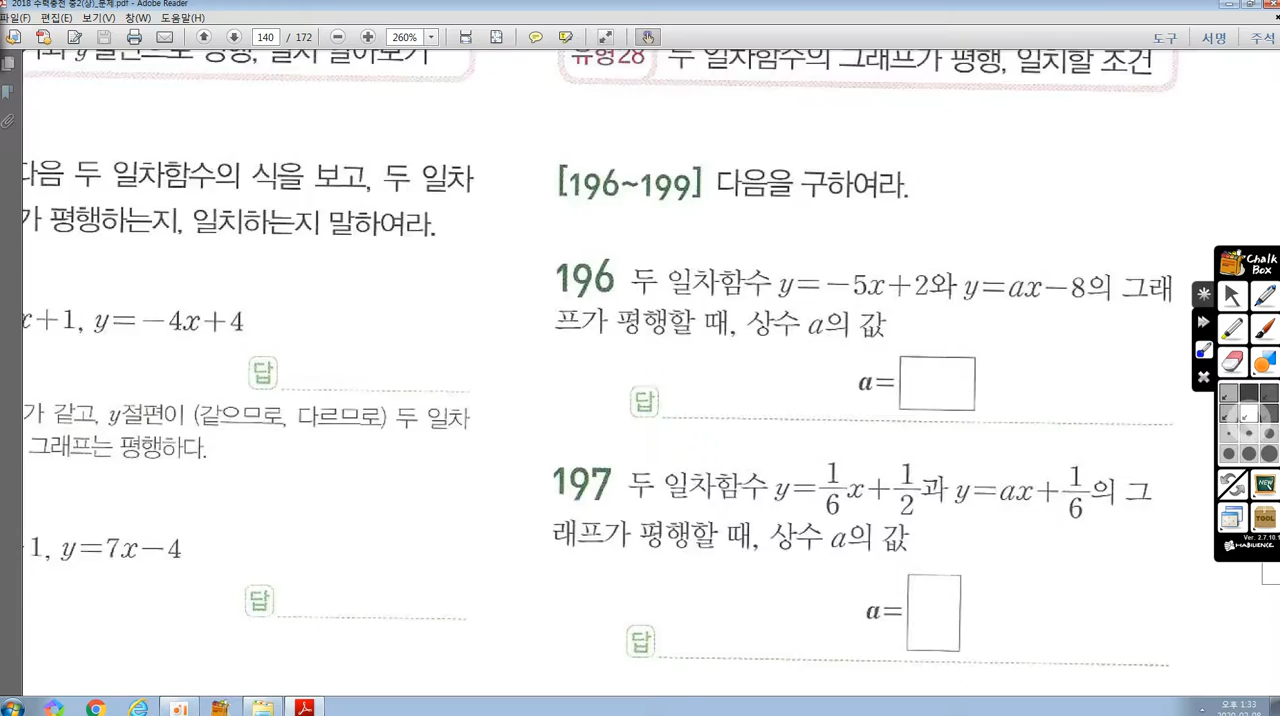 2018 수력충전 중2(상)_문제.pdf - Adobe Reader
파일(F) 편집(E) 보기(V) 창(W) 도움말(H)
140 / 172 260% 도구 서명 주석
유형28 두 일차함수의 그래프가 평행, 일치할 조건
다음 두 일차함수의 식을 보고, 두 일차
가 평행하는지, 일치하는지 말하여라.
x+1, y=-4x+4
답
가 같고, y절편이 (같으므로, 다르므로) 두 일차
그래프는 평행하다.
1, y=7x-4
답
[196~199] 다음을 구하여라.
196 두 일차함수 y=-5x+2와 y=ax-8의 그래
프가 평행할 때, 상수 a의 값
a=
답
197 두 일차함수 y=1/6x+1/2과 y=ax+1/6의 그
래프가 평행할 때, 상수 a의 값
a=
답
Chalk
Box
NEW
TOOL
Ver. 2.7.10.1
HABILIENCE
오후 1:33